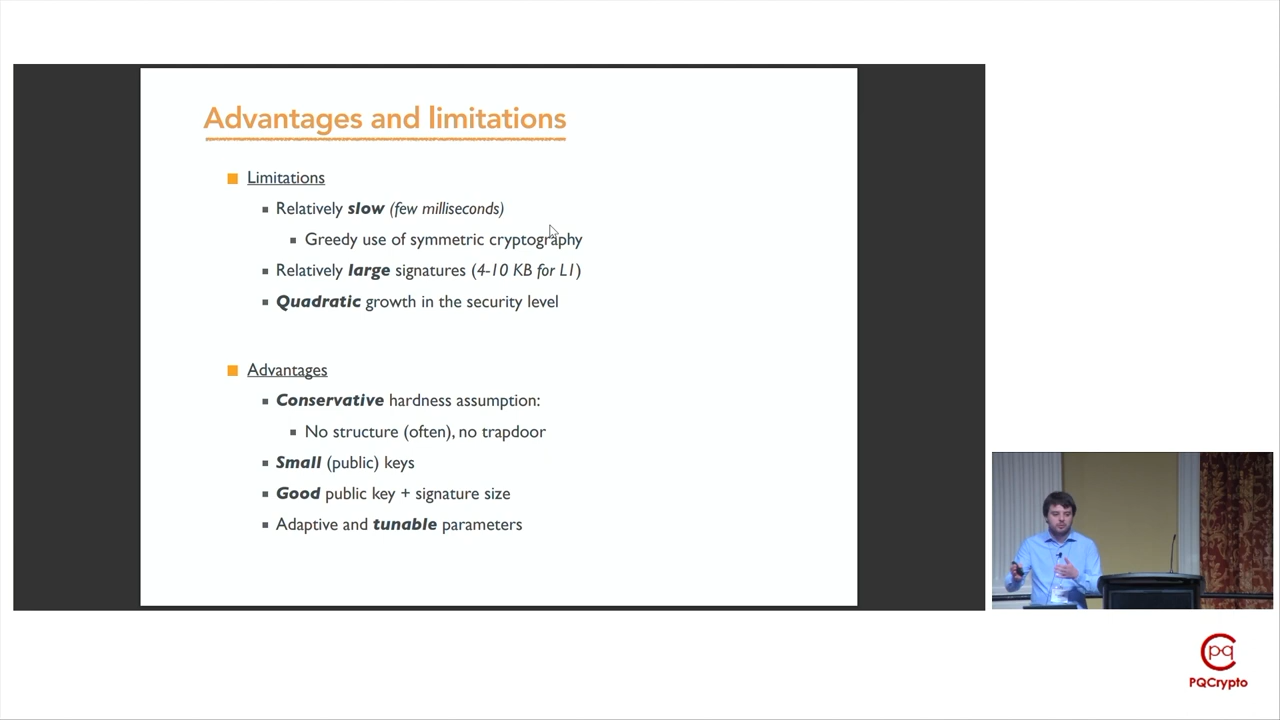 Advantages and limitations
Limitations
Relatively slow (few milliseconds)
Greedy use of symmetric cryptography
Relatively large signatures (4-10 KB for L1)
Quadratic growth in the security level
Advantages
Conservative hardness assumption:
No structure (often), no trapdoor
Small (public) keys
Good public key + signature size
Adaptive and tunable parameters
pq
PQCrypto